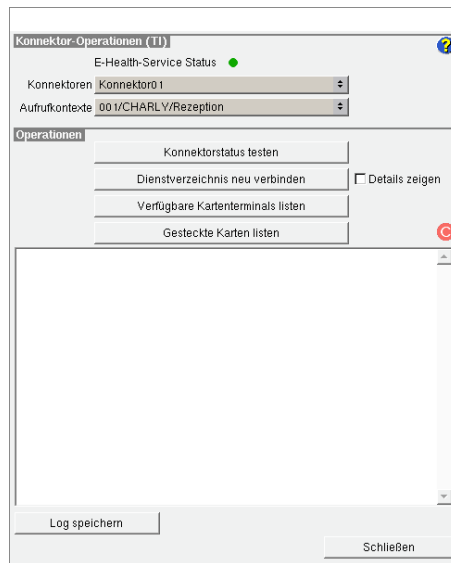 Konnektor-Operationen (TI)
?
E-Health-Service Status
Konnektoren Konnektor01
Aufrufkontexte 001/CHARLY/Rezeption
Operationen
Konnektorstatus testen
Dienstverzeichnis neu verbinden Details zeigen
Verfügbare Kartenterminals listen
Gesteckte Karten listen
C
Log speichern
Schließen